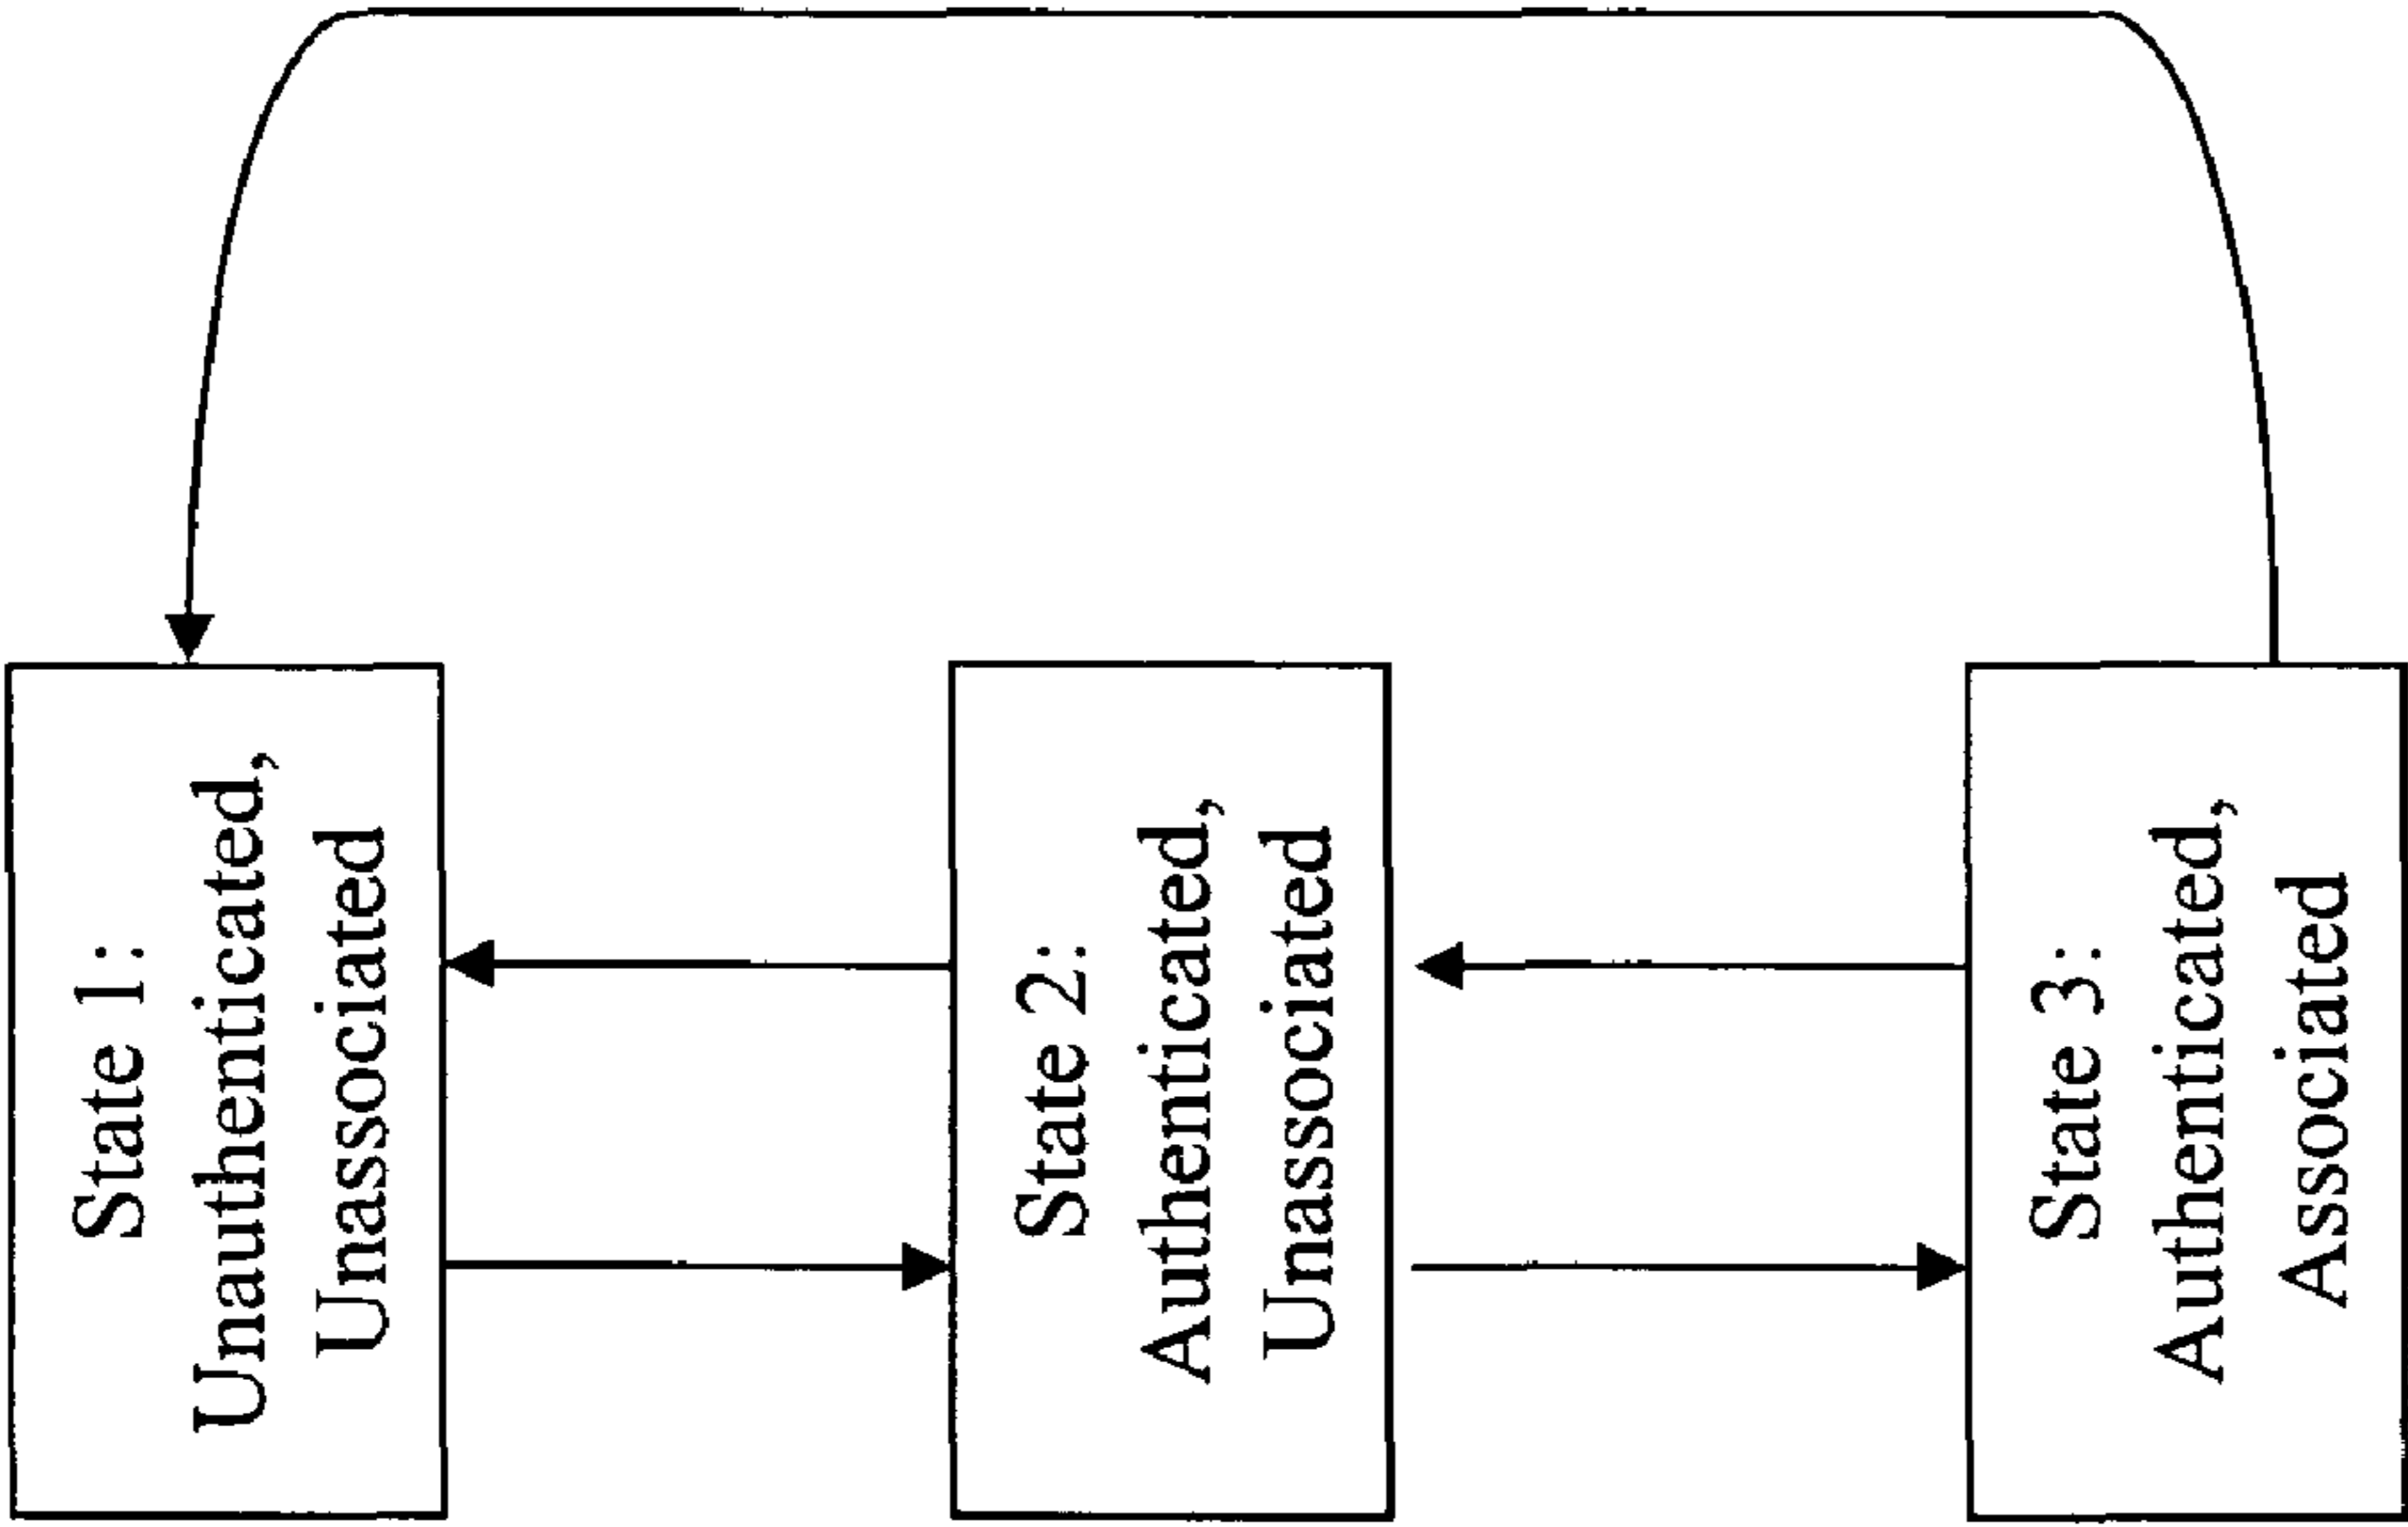 State 1:
Unauthenticated,
Unassociated
State 2:
Authenticated,
Unassociated
State 3:
Authenticated,
Associated